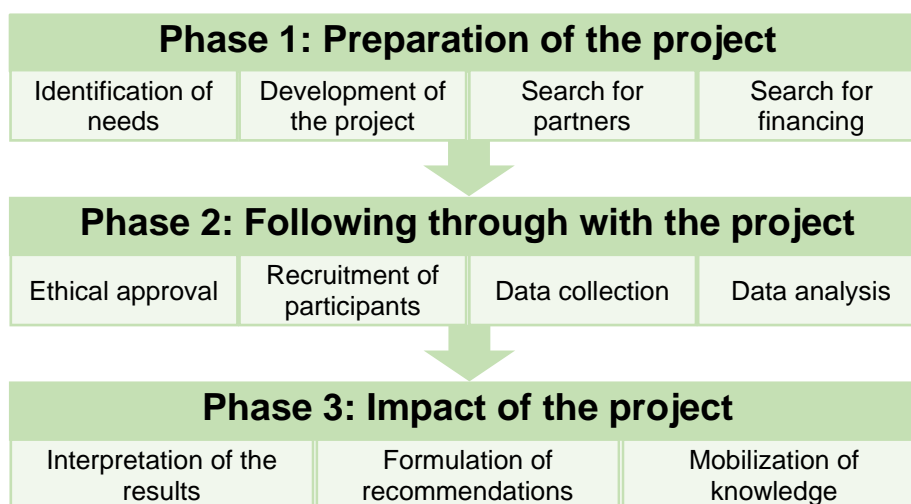 Phase 1: Preparation of the project
Identification of
needs
Development of
the project
Search for
partners
Search for
financing
Phase 2: Following through with the project
Ethical approval
Recruitment of
participants
Data collection
Data analysis
Phase 3: Impact of the project
Interpretation of the
results
Formulation of
recommendations
Mobilization of
knowledge